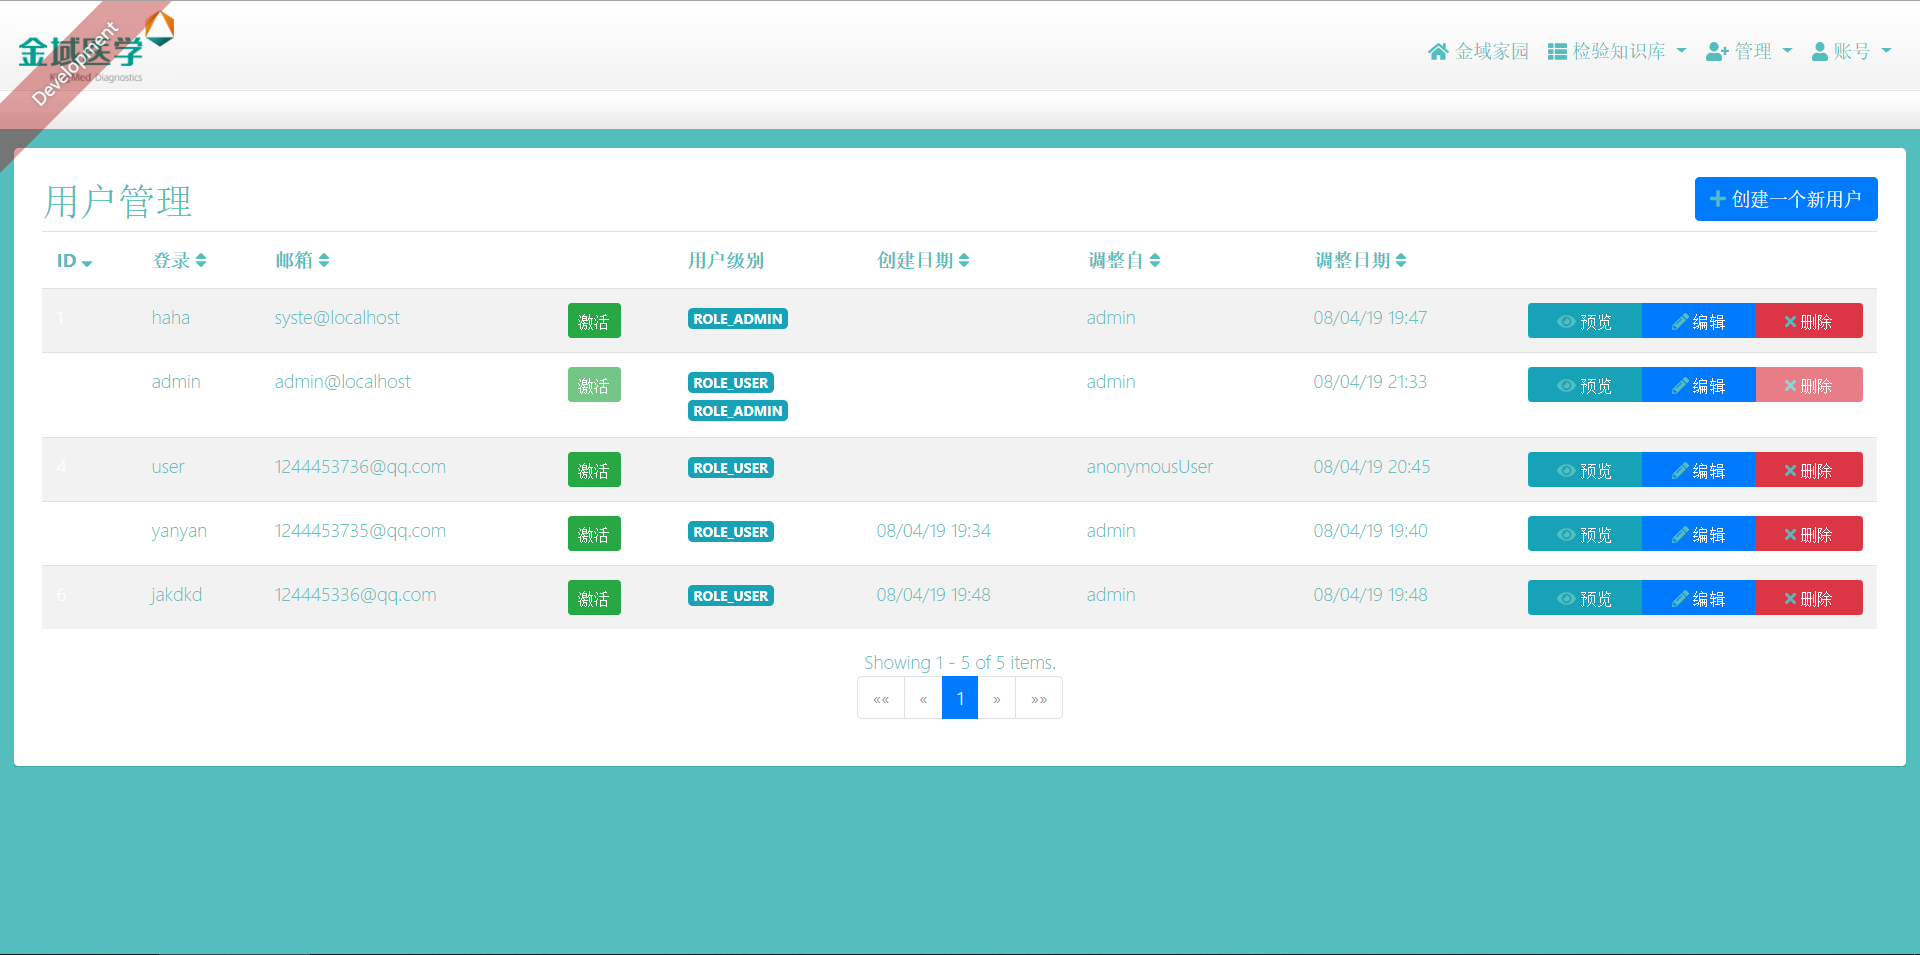 金域医学
Development
Diagnostics
金域家园 检验知识库 管理 账号
用户管理
创建一个新用户
ID 登录 邮箱 用户级别 创建日期 调整自 调整日期
1 haha syste@localhost 激活 ROLE_ADMIN admin 08/04/19 19:47 预览 编辑 删除
admin admin@localhost 激活 ROLE_USER admin 08/04/19 21:33 预览 编辑 删除
ROLE_ADMIN
4 user 1244453736@qq.com 激活 ROLE_USER anonymousUser 08/04/19 20:45 预览 编辑 删除
yanyan 1244453735@qq.com 激活 ROLE_USER 08/04/19 19:34 admin 08/04/19 19:40 预览 编辑 删除
6 jakdkd 124445336@qq.com 激活 ROLE_USER 08/04/19 19:48 admin 08/04/19 19:48 预览 编辑 删除
Showing 1 - 5 of 5 items.
«« « 1 » »»